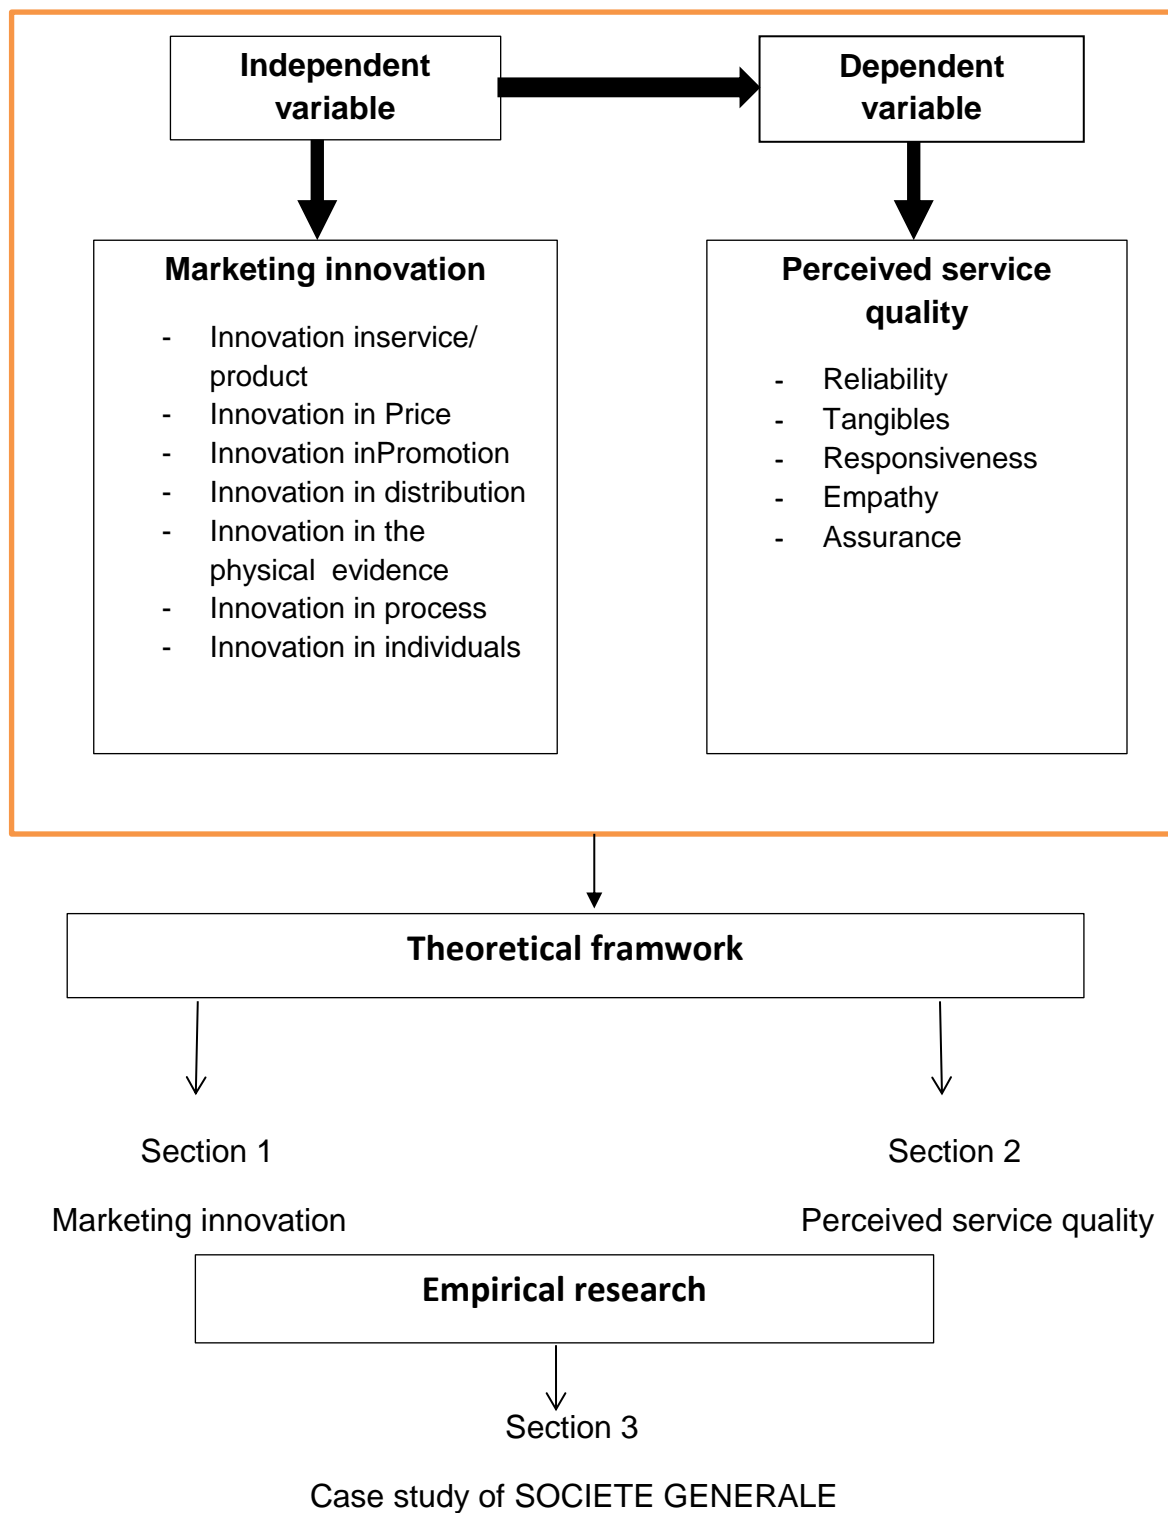 Independent
variable
Dependent
variable
Marketing innovation
- Innovation inservice/
product
- Innovation in Price
- Innovation inPromotion
- Innovation in distribution
- Innovation in the
physical evidence
- Innovation in process
- Innovation in individuals
Perceived service
quality
- Reliability
- Tangibles
- Responsiveness
- Empathy
- Assurance
Theoretical framwork
Section 1
Marketing innovation
Section 2
Perceived service quality
Empirical research
Section 3
Case study of SOCIETE GENERALE